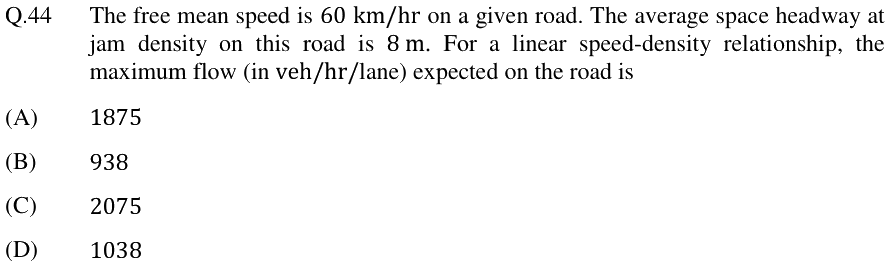 Q.44 The free mean speed is 60 km/hr on a given road. The average space headway at
jam density on this road is 8 m. For a linear speed-density relationship, the
maximum flow (in veh/hr/lane) expected on the road is
(A) 1875
(B) 938
(C) 2075
(D) 1038